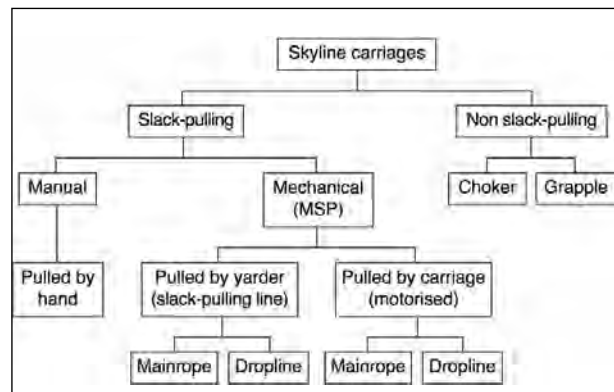 Skyline carriages
Slack-pulling
Non slack-pulling
Manual
Mechanical
(MSP)
Choker
Grapple
Pulled by
hand
Pulled by yarder
(slack-pulling line)
Pulled by carriage
(motorised)
Mainrope
Dropline
Mainrope
Dropline